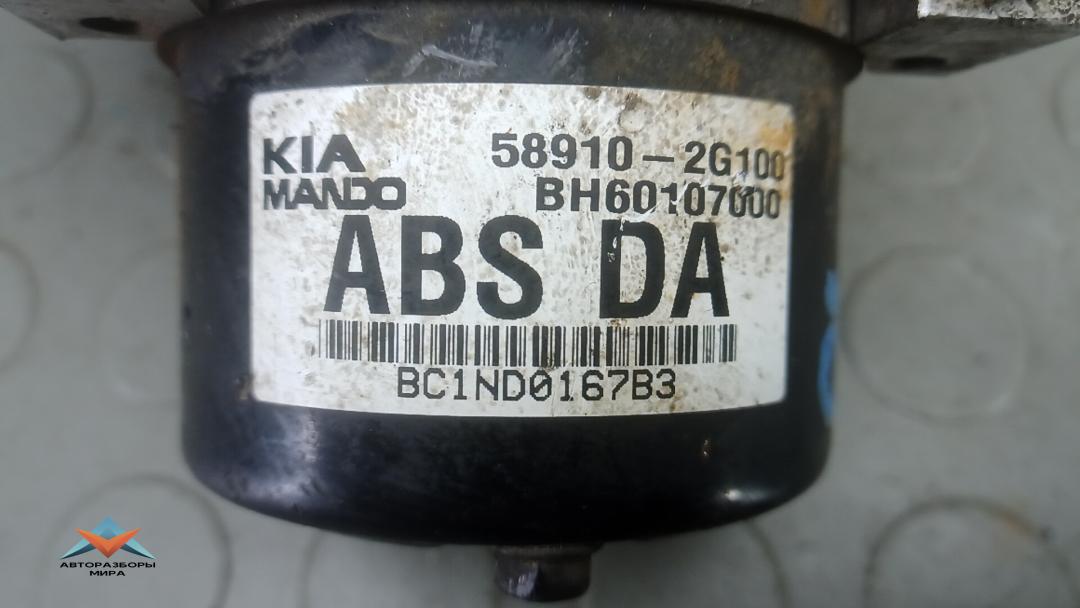 KIA 58910-2G100
MANDO BH60107000
ABS DA
BC1ND0167B3
АВТОРАЗБОРЫ
МИРА